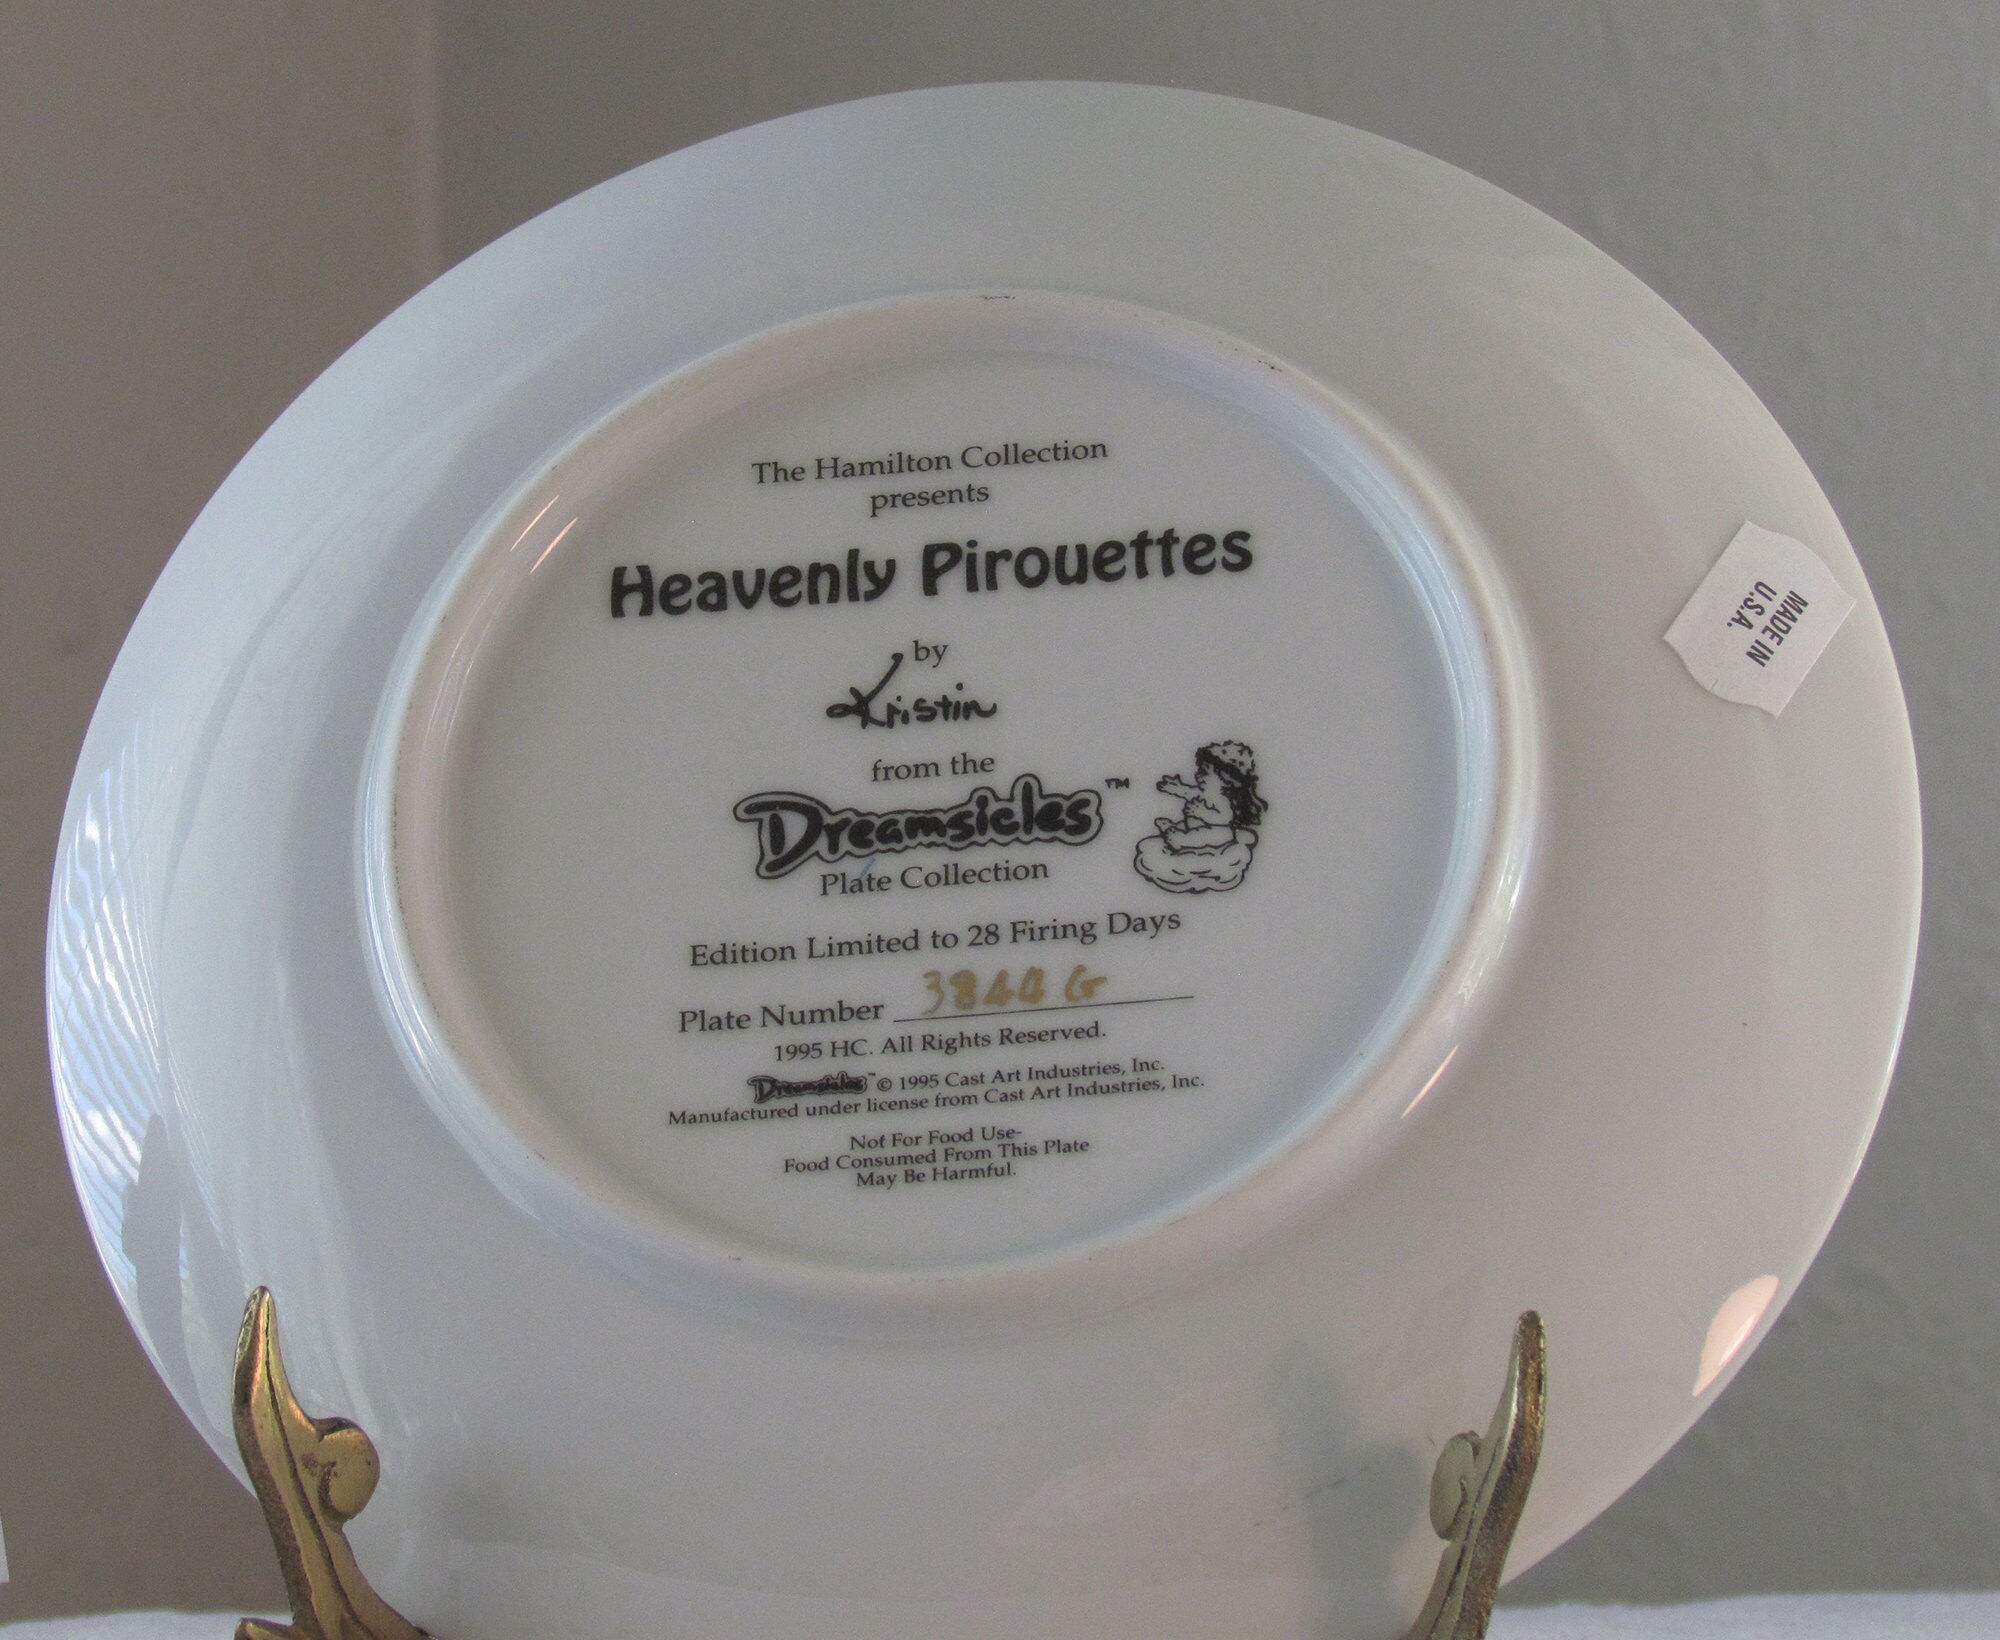 The Hamilton Collection
presents
Heavenly Pirouettes
by
Kristin
from the
Dreamsicles™
Plate Collection
Edition Limited to 28 Firing Days
Plate Number 3844 G
1995 HC. All Rights Reserved.
Dreamsicles™ © 1995 Cast Art Industries, Inc.
Manufactured under license from Cast Art Industries, Inc.
Not For Food Use-
Food Consumed From This Plate
May Be Harmful.
MADE IN
U.S.A.